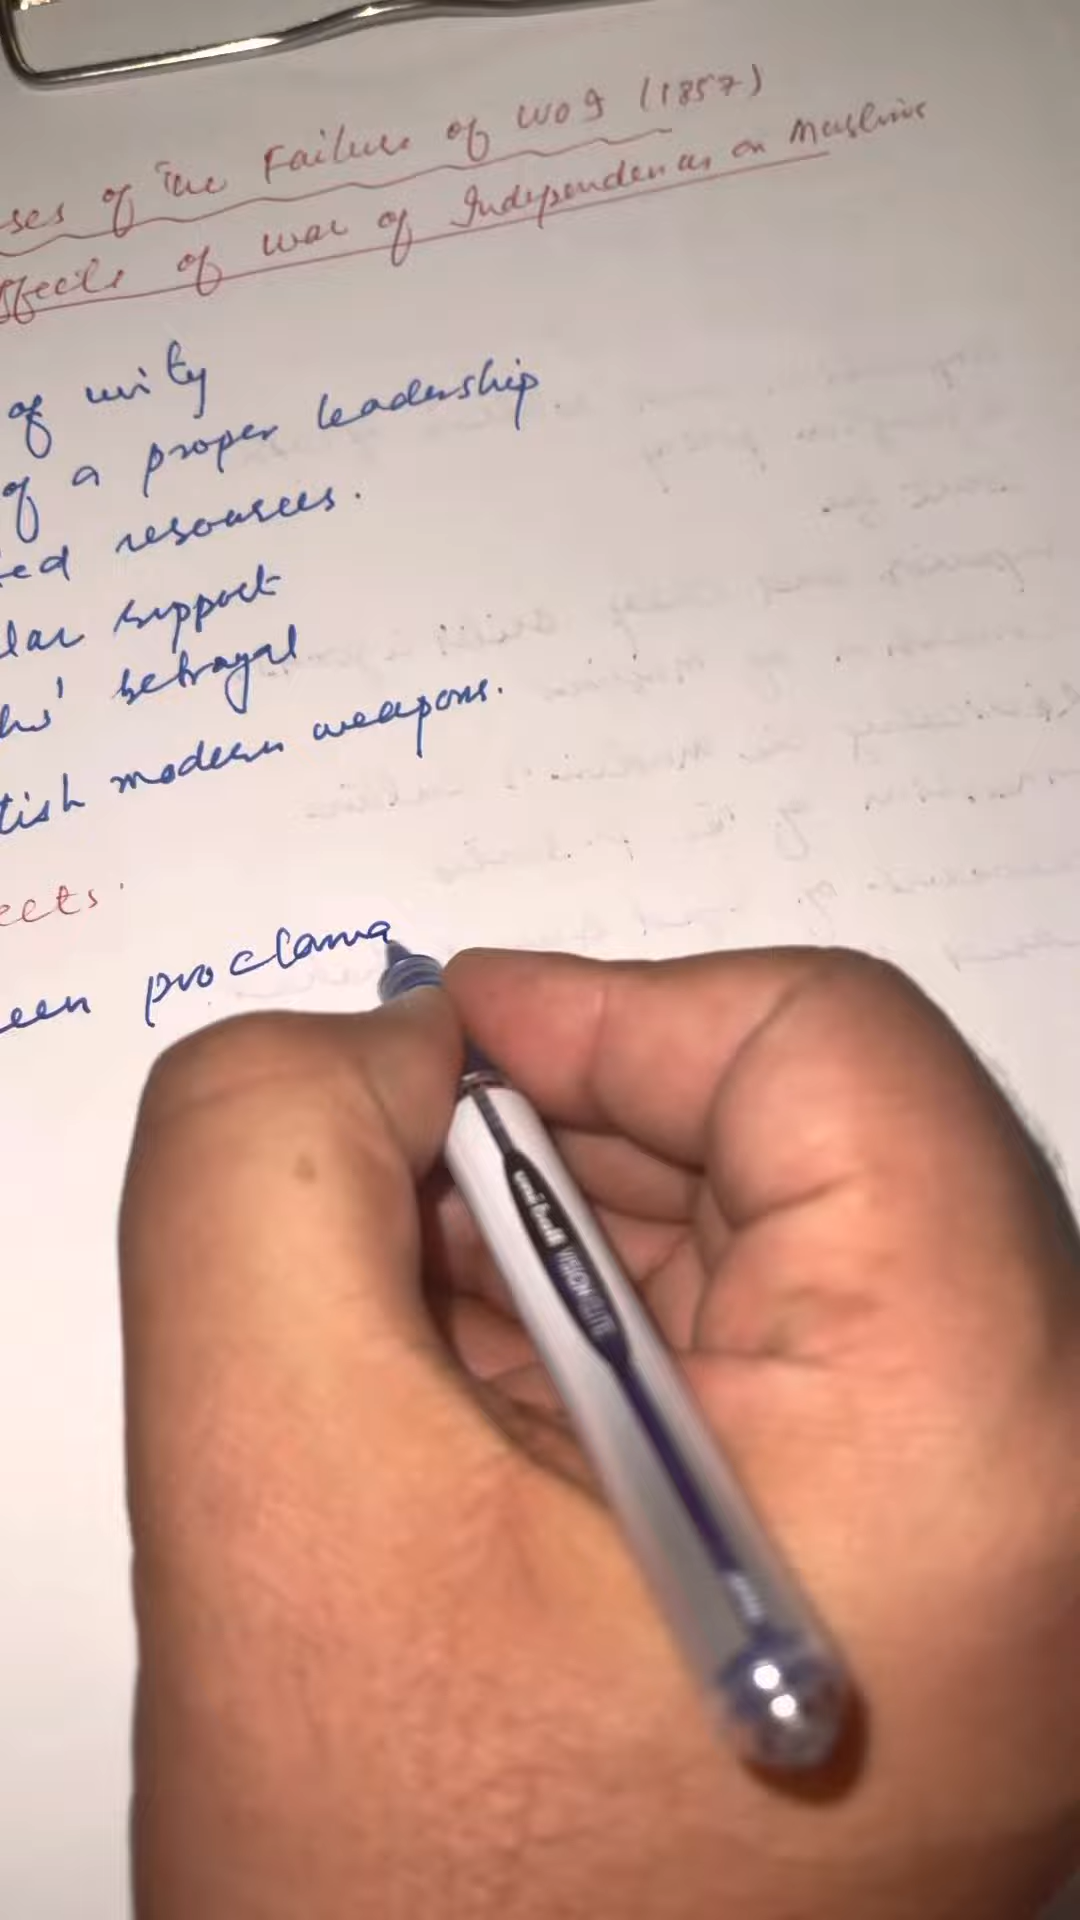 ses of The Failure of WOI (1857)
ffects of war of Independences on Muslims
of unity
of a proper leadership
ed resources.
lar support
hs' betrayal
tish modern weapons.
ects.
een proclama
uni-ball VISION ELITE